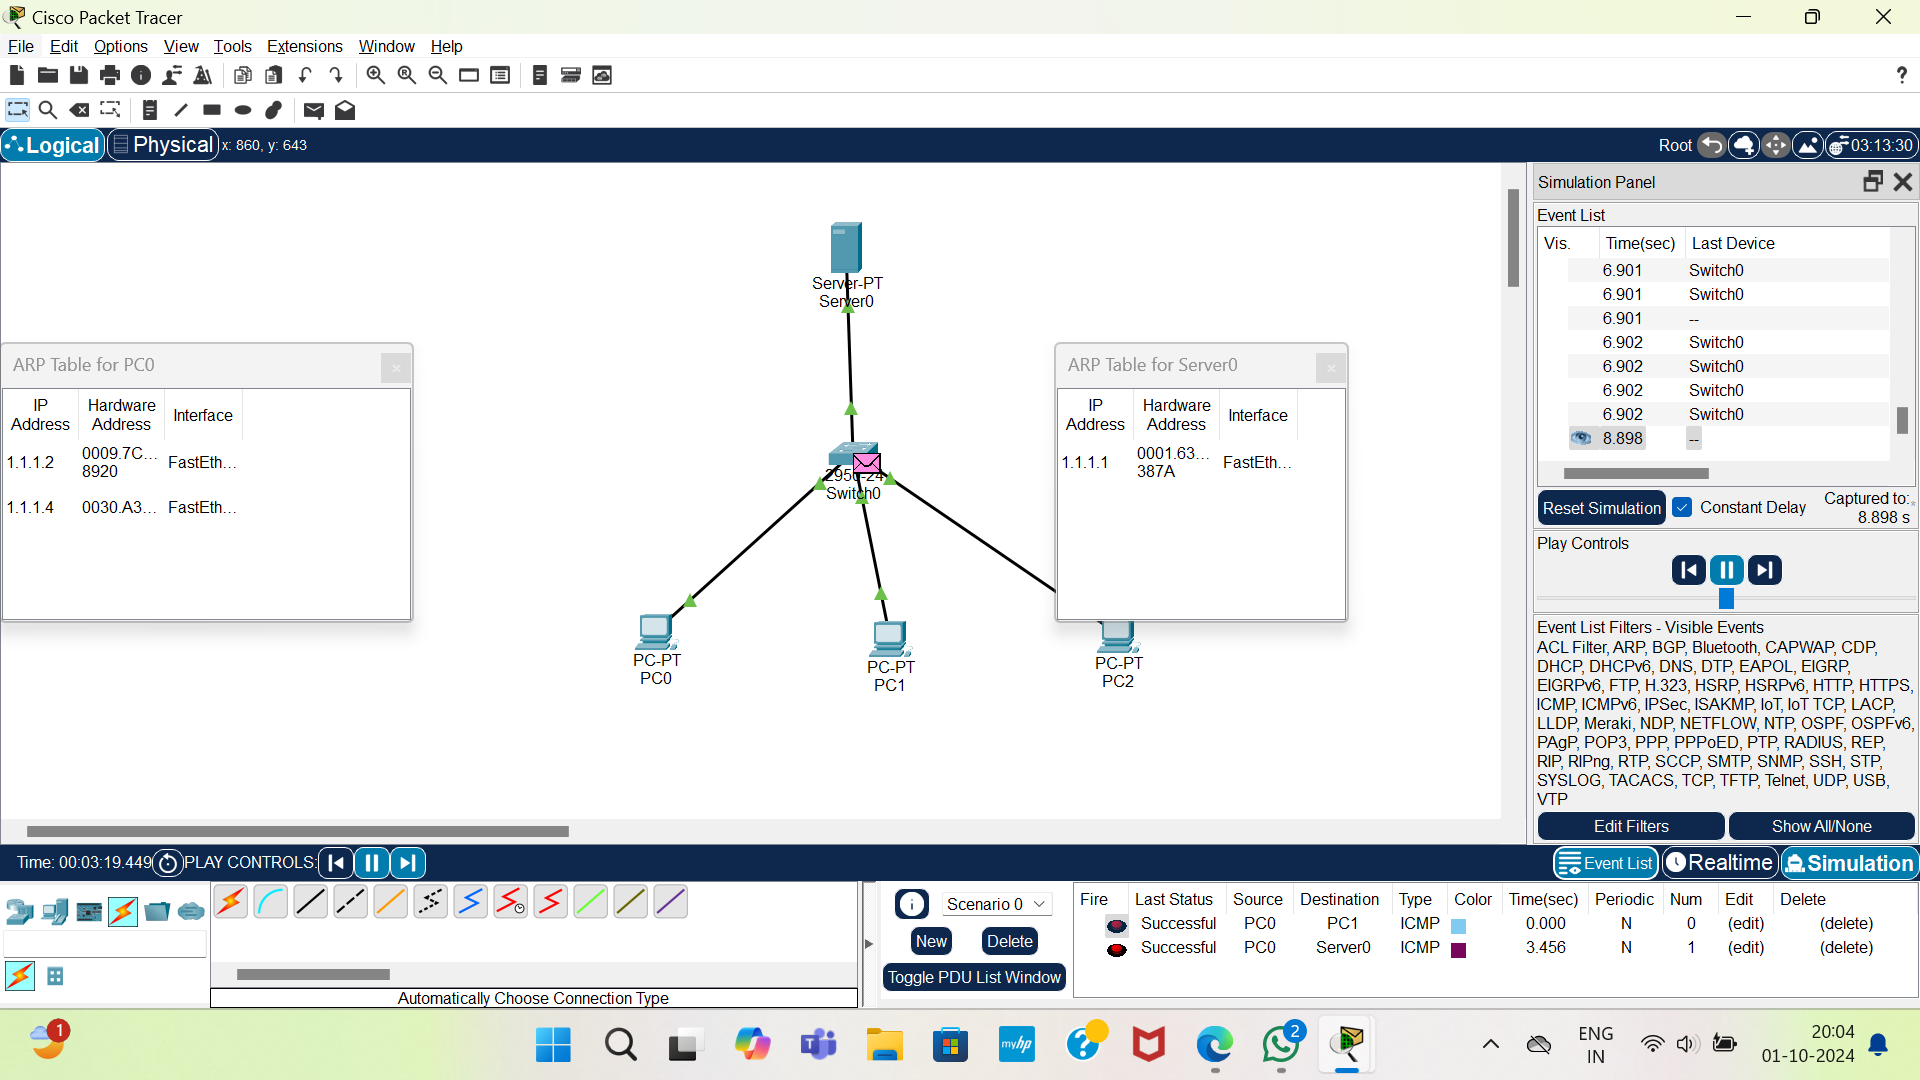 Cisco Packet Tracer
File Edit Options View Tools Extensions Window Help
?
Logical Physical x: 860, y: 643 Root 03:13:30
Simulation Panel
Event List
Vis. Time(sec) Last Device
6.901 Switch0
6.901 Switch0
6.901 --
6.902 Switch0
6.902 Switch0
6.902 Switch0
6.902 Switch0
8.898 --
Reset Simulation Constant Delay Captured to:
8.898 s
Play Controls
Event List Filters - Visible Events
ACL Filter, ARP, BGP, Bluetooth, CAPWAP, CDP,
DHCP, DHCPv6, DNS, DTP, EAPOL, EIGRP,
EIGRPv6, FTP, H.323, HSRP, HSRPv6, HTTP, HTTPS,
ICMP, ICMPv6, IPSec, ISAKMP, IoT, IoT TCP, LACP,
LLDP, Meraki, NDP, NETFLOW, NTP, OSPF, OSPFv6,
PAgP, POP3, PPP, PPPoED, PTP, RADIUS, REP,
RIP, RIPng, RTP, SCCP, SMTP, SNMP, SSH, STP,
SYSLOG, TACACS, TCP, TFTP, Telnet, UDP, USB,
VTP
Edit Filters Show All/None
Server-PT
Server0
2950-24
Switch0
PC-PT
PC0
PC-PT
PC1
PC-PT
PC2
ARP Table for PC0
IP Address Hardware Address Interface
1.1.1.2 0009.7C... 8920 FastEth...
1.1.1.4 0030.A3... FastEth...
ARP Table for Server0
IP Address Hardware Address Interface
1.1.1.1 0001.63... 387A FastEth...
Time: 00:03:19.449 PLAY CONTROLS: Event List Realtime Simulation
Automatically Choose Connection Type
Scenario 0
New Delete
Toggle PDU List Window
Fire Last Status Source Destination Type Color Time(sec) Periodic Num Edit Delete
Successful PC0 PC1 ICMP 0.000 N 0 (edit) (delete)
Successful PC0 Server0 ICMP 3.456 N 1 (edit) (delete)
1
myhp
?
2
ENG
IN
20:04
01-10-2024